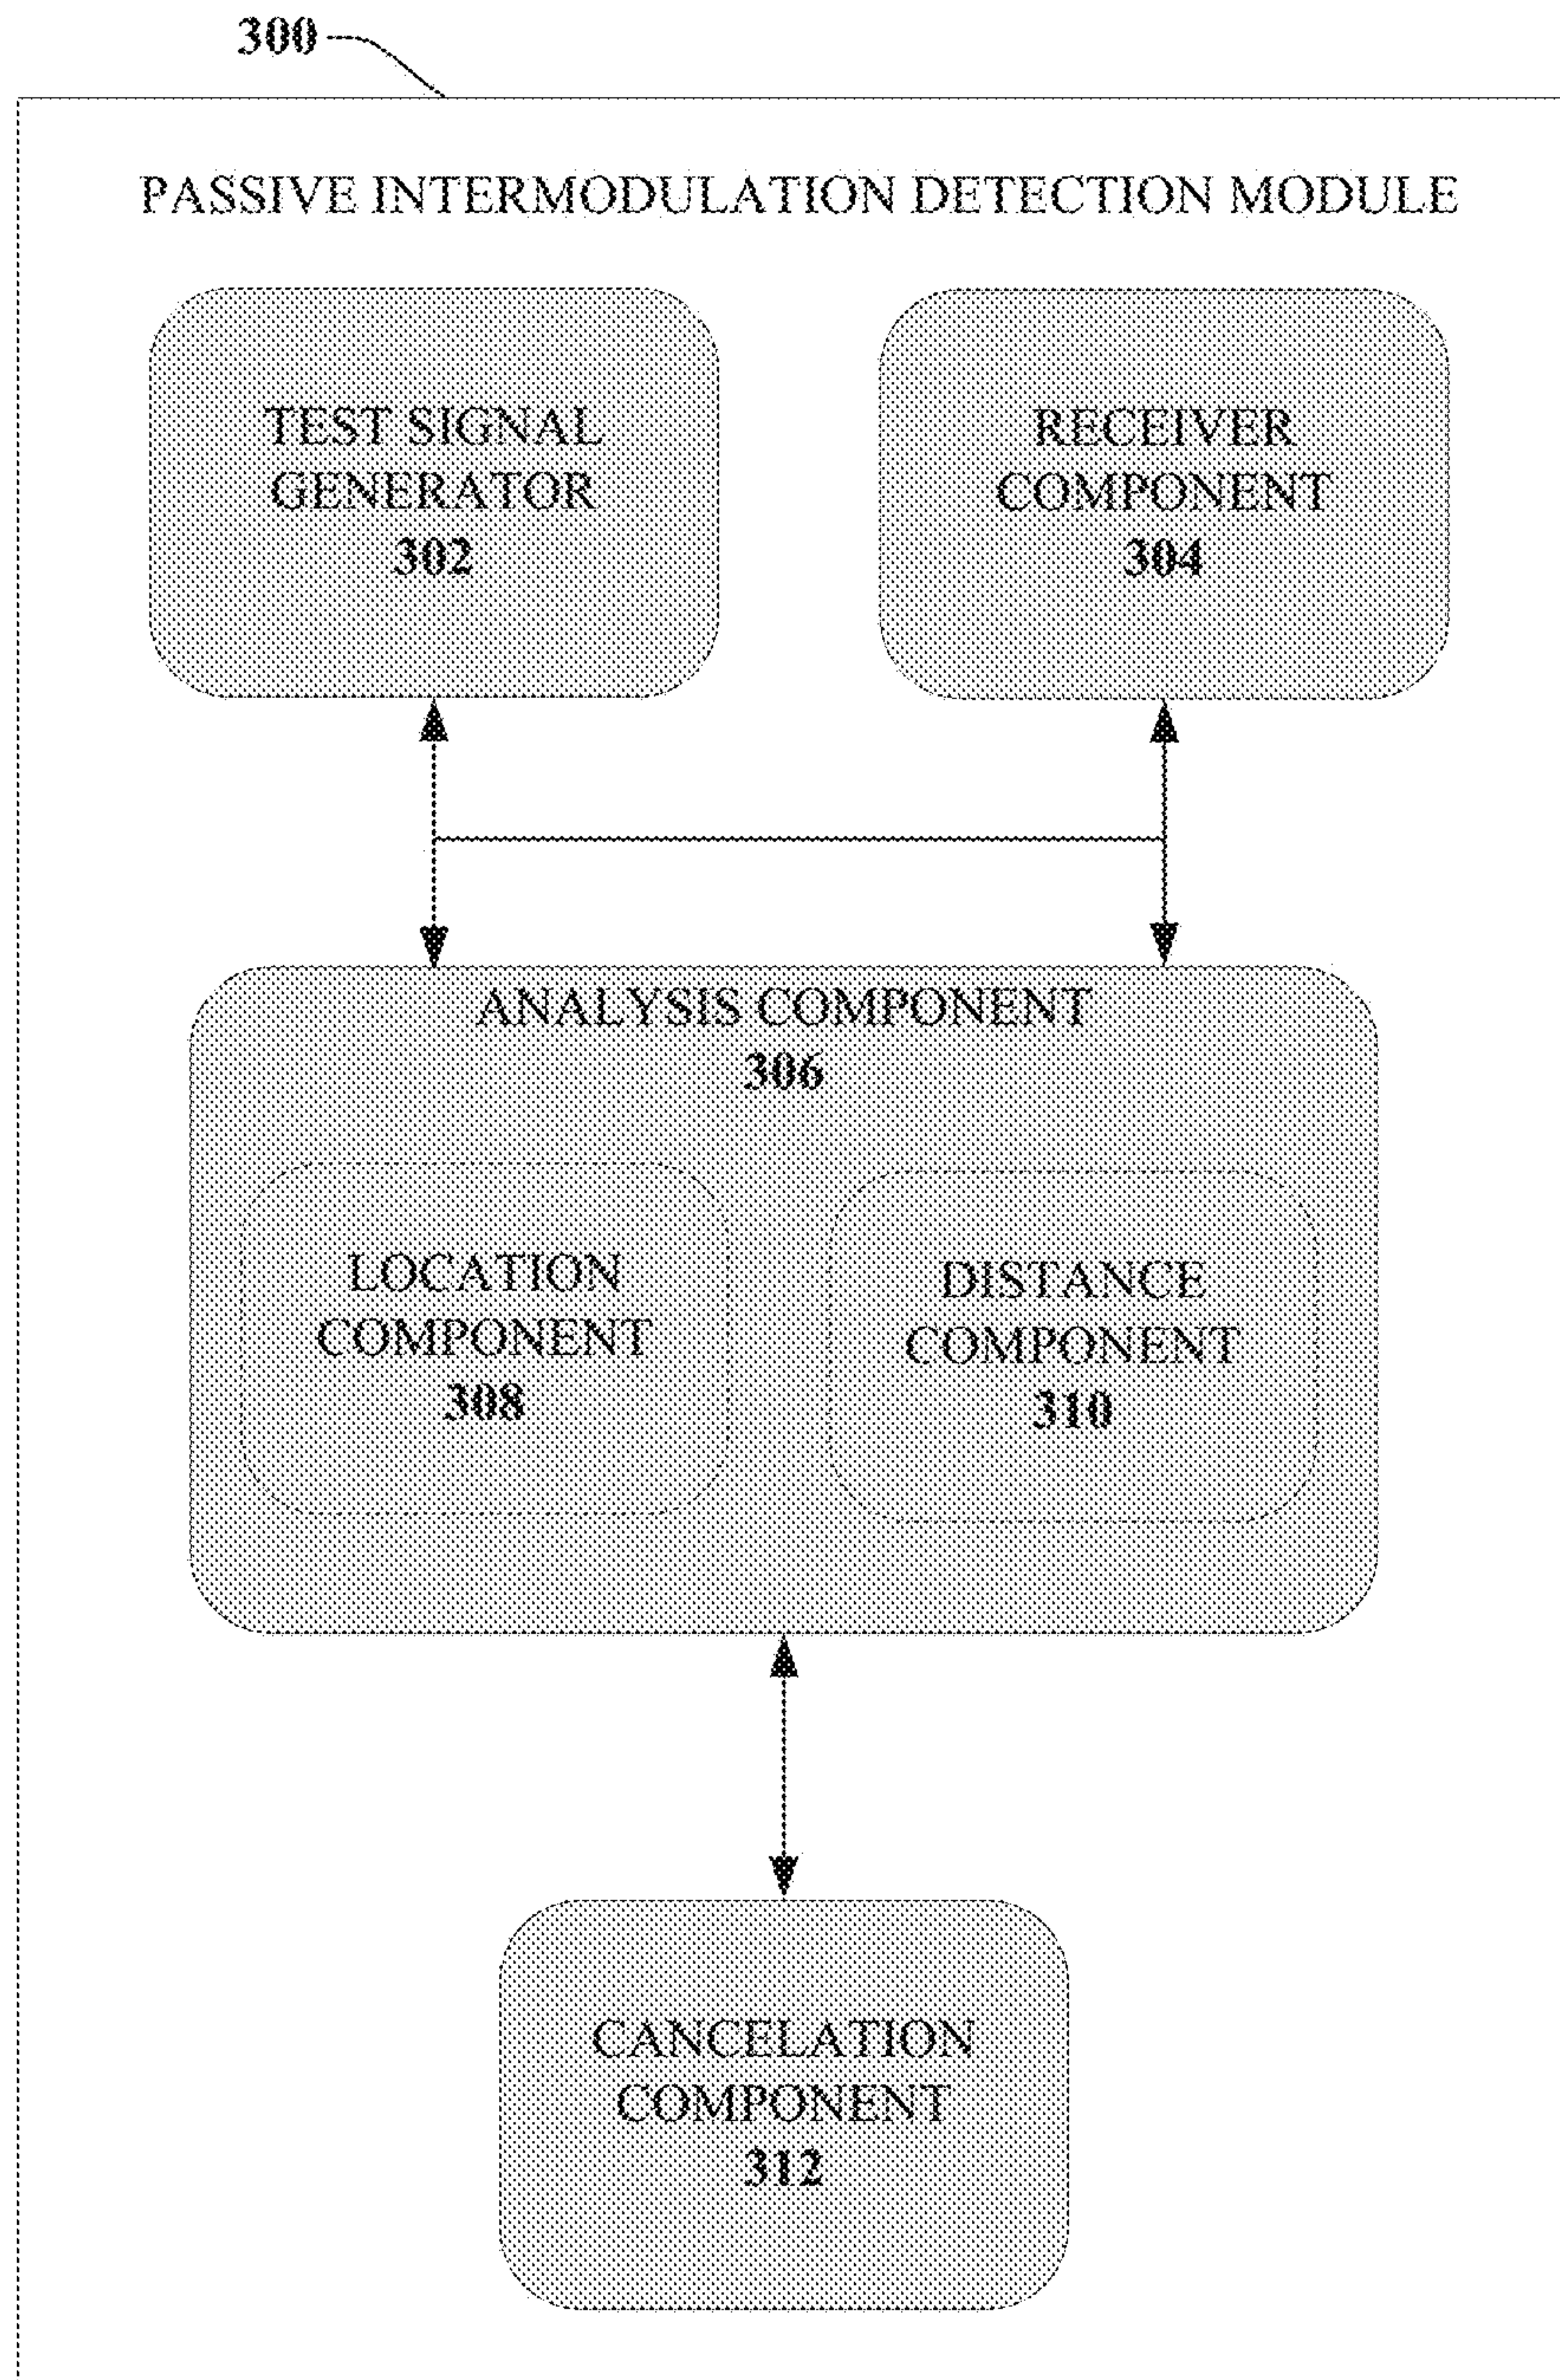 300
PASSIVE INTERMODULATION DETECTION MODULE
TEST SIGNAL
GENERATOR
302
RECEIVER
COMPONENT
304
ANALYSIS COMPONENT
306
LOCATION
COMPONENT
308
DISTANCE
COMPONENT
310
CANCELATION
COMPONENT
312